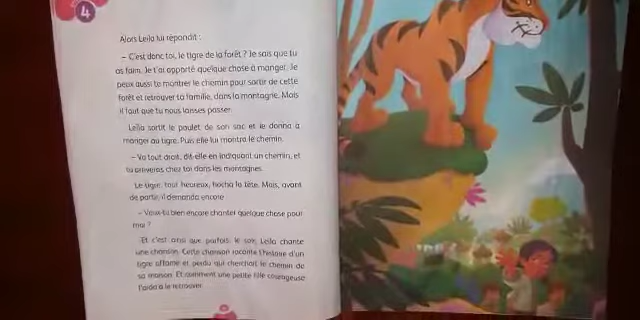 4
Alors Leïla lui répondit :
– C'est donc toi, le tigre de la forêt ? Je sais que tu
as faim. Je t'ai apporté quelque chose à manger. Je
peux aussi te montrer le chemin pour sortir de cette
forêt et retrouver ta famille, dans la montagne. Mais
il faut que tu nous laisses passer.
Leïla sortit le poulet de son sac et le donna à
manger au tigre. Puis elle lui montra le chemin.
– Va tout droit, dit-elle en indiquant un chemin, et
tu arriveras chez toi dans les montagnes.
Le tigre, tout heureux, hocha la tête. Mais, avant
de partir, il demanda encore :
– Veux-tu bien encore chanter quelque chose pour
moi ?
Et c'est ainsi que parfois, le soir, Leïla chante
une chanson. Cette chanson raconte l'histoire d'un
tigre affamé et perdu qui cherchait le chemin de
sa maison. Et comment une petite fille courageuse
l'aida à le retrouver.